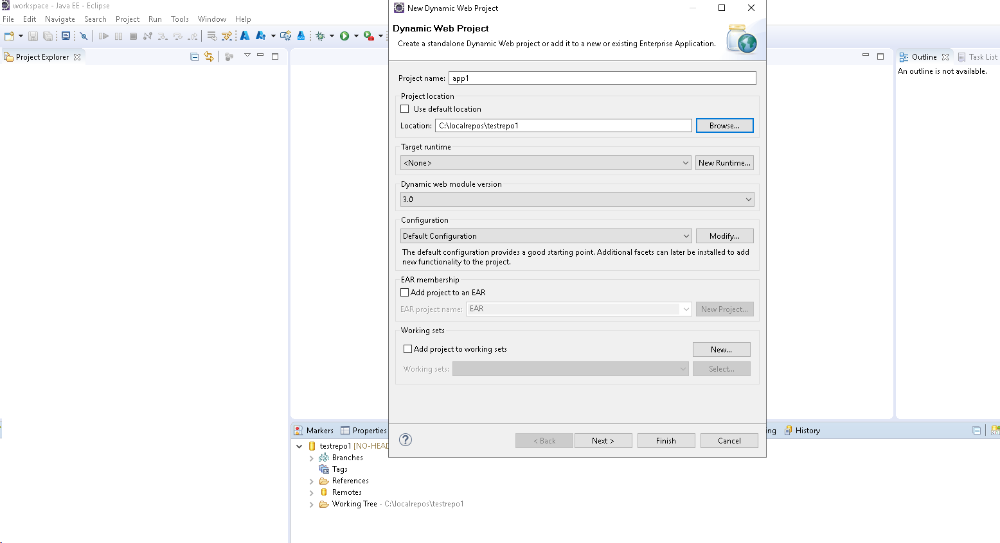 workspace - Java EE - Eclipse
File Edit Navigate Search Project Run Tools Window Help
Project Explorer
New Dynamic Web Project
Dynamic Web Project
Create a standalone Dynamic Web project or add it to a new or existing Enterprise Application.
Project name: app1
Project location
Use default location
Location: C:\localrepos\testrepo1 Browse...
Target runtime
<None> New Runtime...
Dynamic web module version
3.0
Configuration
Default Configuration Modify...
The default configuration provides a good starting point. Additional facets can later be installed to add
new functionality to the project.
EAR membership
Add project to an EAR
EAR project name: EAR New Project...
Working sets
Add project to working sets New...
Working sets: Select...
? < Back Next > Finish Cancel
Outline Task List
An outline is not available.
Markers Properties ng History
testrepo1 [NO-HEAD
Branches
Tags
References
Remotes
Working Tree - C:\localrepos\testrepo1